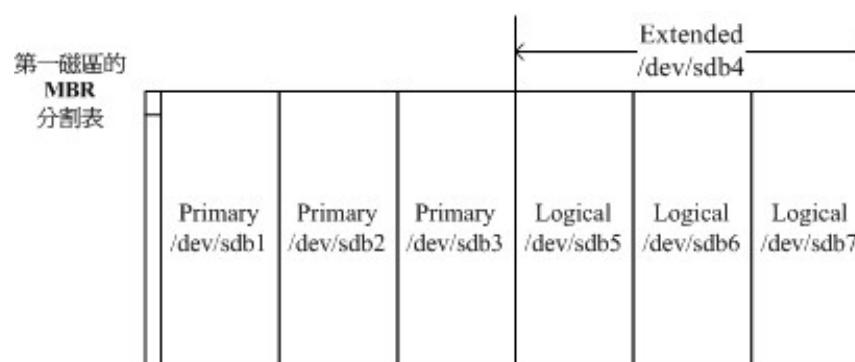 第一磁區的
MBR
分割表
Extended
/dev/sdb4
Primary
/dev/sdb1
Primary
/dev/sdb2
Primary
/dev/sdb3
Logical
/dev/sdb5
Logical
/dev/sdb6
Logical
/dev/sdb7